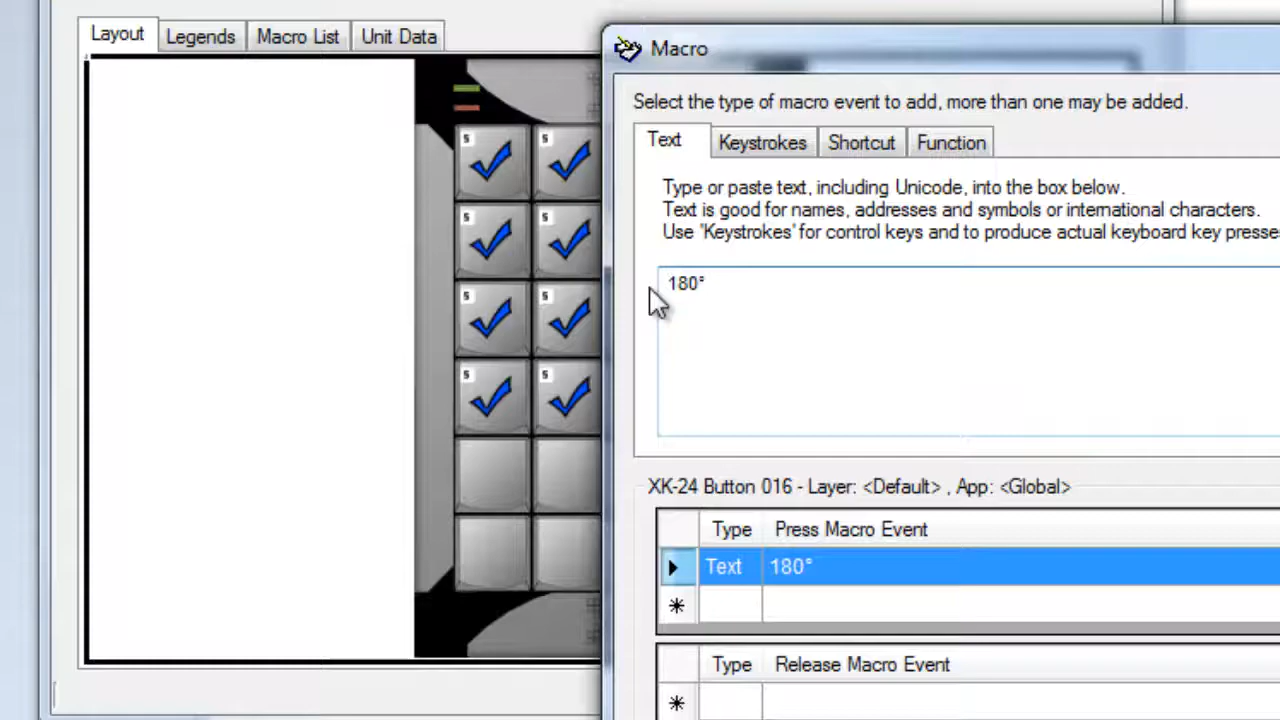 Layout Legends Macro List Unit Data
Macro
Select the type of macro event to add, more than one may be added.
Text Keystrokes Shortcut Function
Type or paste text, including Unicode, into the box below.
Text is good for names, addresses and symbols or international characters.
Use 'Keystrokes' for control keys and to produce actual keyboard key presse
180°
S S
S S
S S
S S
XK-24 Button 016 - Layer: <Default> , App: <Global>
Type Press Macro Event
Text 180°
Type Release Macro Event